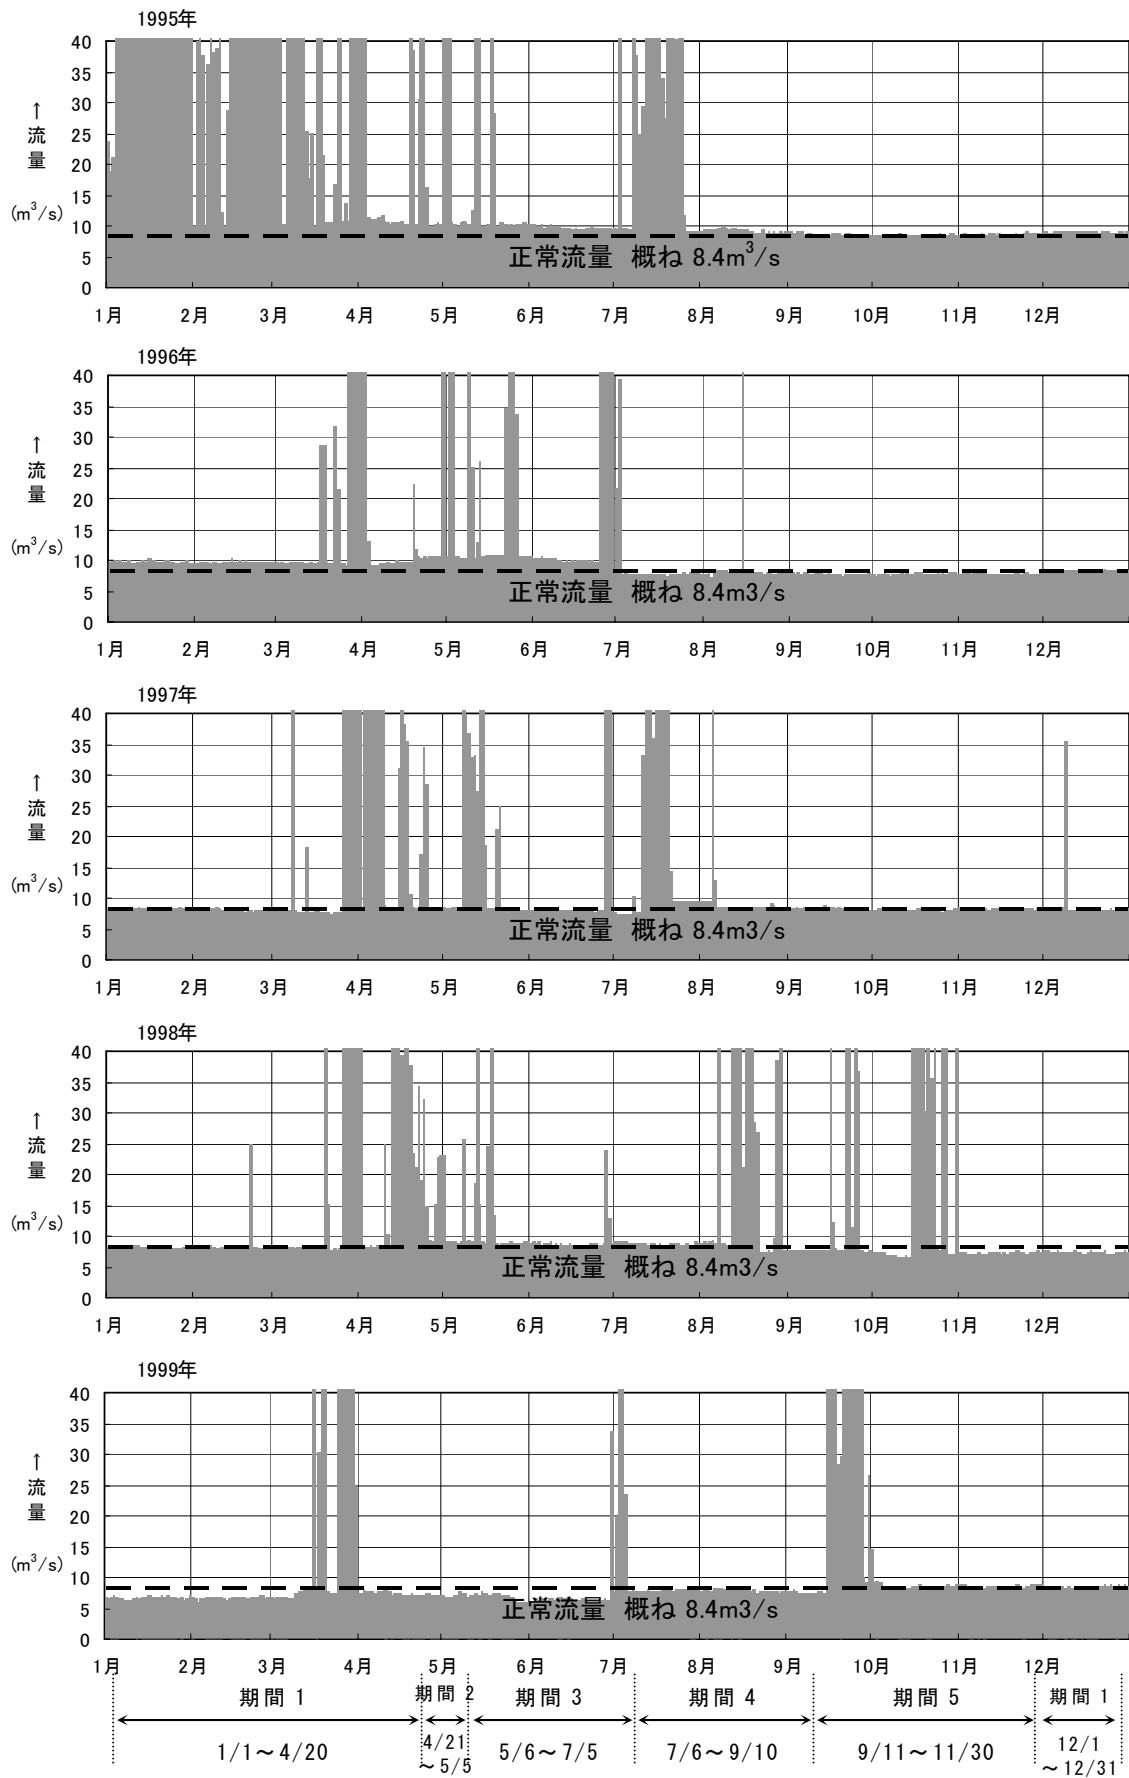 1995年
40
35
30
25
20
15
10
5
0
↑
流
量
(m³/s)
正常流量 概ね 8.4m³/s
1月 2月 3月 4月 5月 6月 7月 8月 9月 10月 11月 12月
1996年
40
35
30
25
20
15
10
5
0
↑
流
量
(m³/s)
正常流量 概ね 8.4m3/s
1月 2月 3月 4月 5月 6月 7月 8月 9月 10月 11月 12月
1997年
40
35
30
25
20
15
10
5
0
↑
流
量
(m³/s)
正常流量 概ね 8.4m3/s
1月 2月 3月 4月 5月 6月 7月 8月 9月 10月 11月 12月
1998年
40
35
30
25
20
15
10
5
0
↑
流
量
(m³/s)
正常流量 概ね 8.4m3/s
1月 2月 3月 4月 5月 6月 7月 8月 9月 10月 11月 12月
1999年
40
35
30
25
20
15
10
5
0
↑
流
量
(m³/s)
正常流量 概ね 8.4m3/s
1月 2月 3月 4月 5月 6月 7月 8月 9月 10月 11月 12月
期間 1 期間 2 期間 3 期間 4 期間 5 期間 1
1/1～4/20
4/21
～5/5
5/6～7/5
7/6～9/10
9/11～11/30
12/1
～12/31